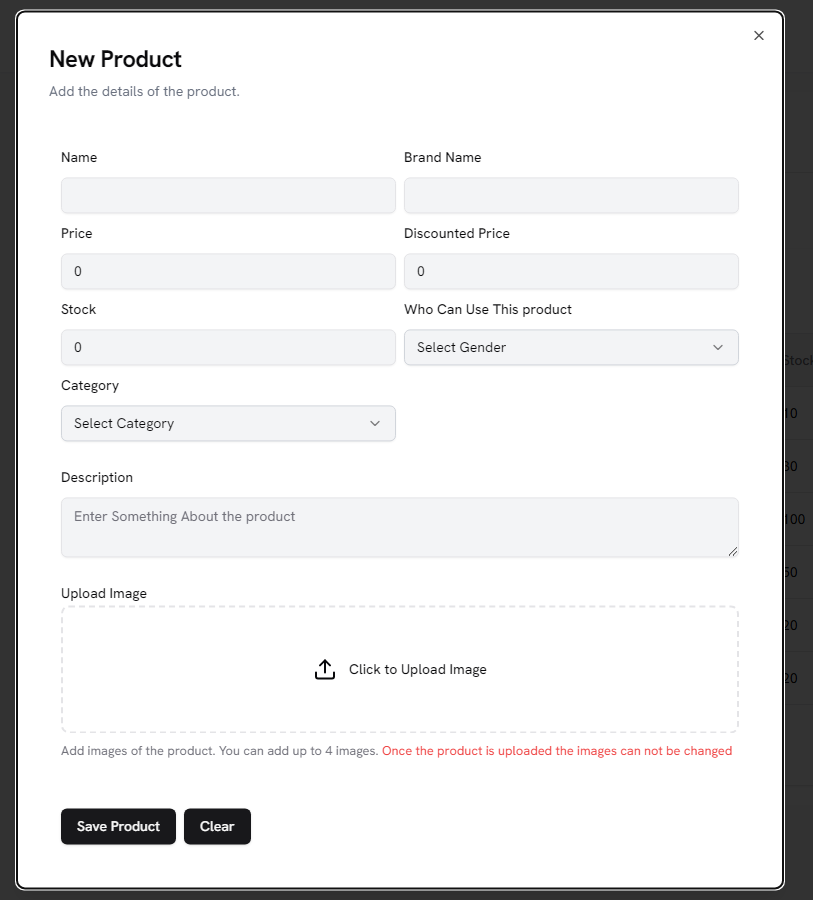 New Product
Add the details of the product.
Name
Brand Name
Price
Discounted Price
0
0
Stock
Who Can Use This product
0
Select Gender
Category
Select Category
Description
Enter Something About the product
Upload Image
Click to Upload Image
Add images of the product. You can add up to 4 images. Once the product is uploaded the images can not be changed
Save Product
Clear
Stock
10
100
20
20